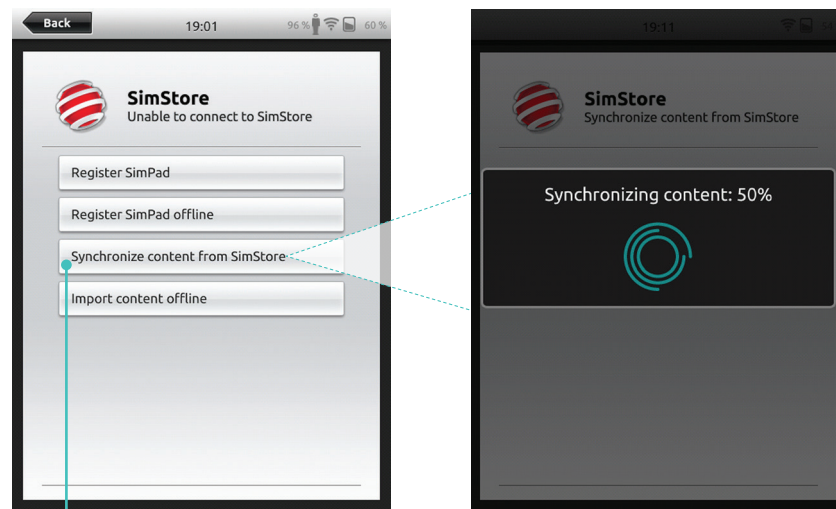 Back
19:01
96 %
60 %
SimStore
Unable to connect to SimStore
Register SimPad
Register SimPad offline
Synchronize content from SimStore
Import content offline
19:11
SimStore
Synchronize content from SimStore
Synchronizing content: 50%